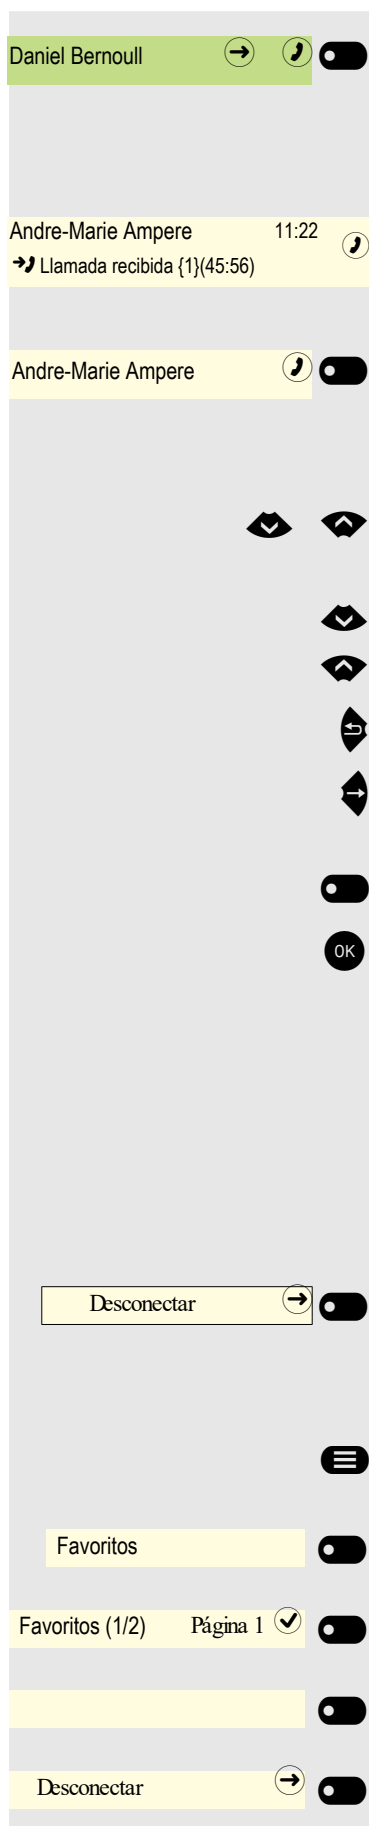 Daniel Bernoull
Andre-Marie Ampere 11:22
Llamada recibida {1}(45:56)
Andre-Marie Ampere
OK
Desconectar
Favoritos
Favoritos (1/2) Página 1
Desconectar